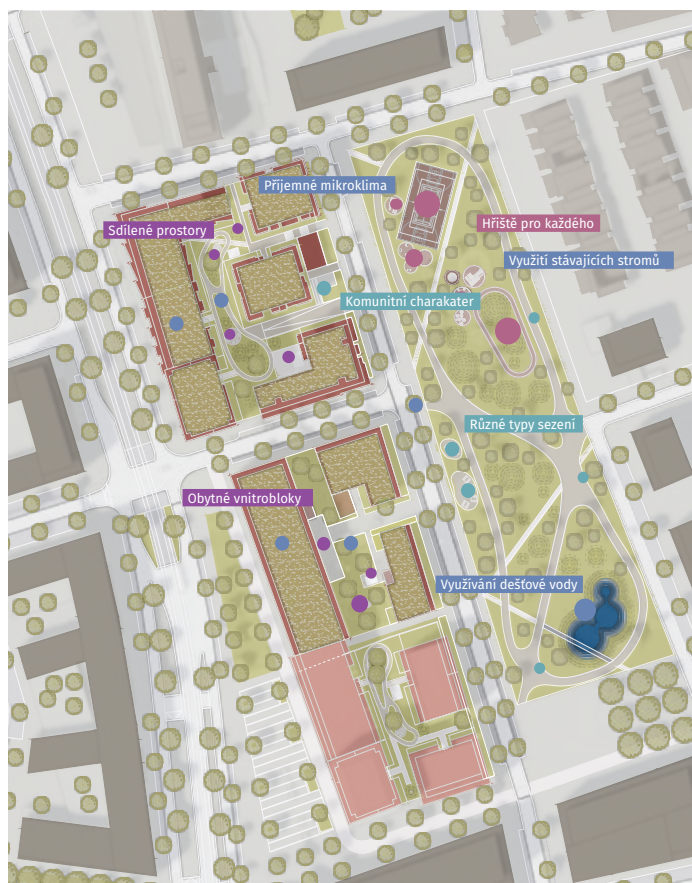 Příjemné mikroklima
Sdílené prostory
Hřiště pro každého
Využití stávajících stromů
Komunitní charakater
Různé typy sezení
Obytné vnitrobloky
Využívání dešťové vody